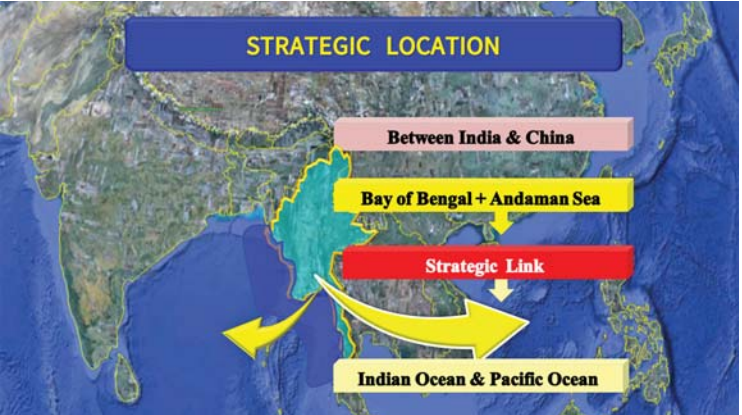 STRATEGIC LOCATION
Between India & China
Bay of Bengal + Andaman Sea
Strategic Link
Indian Ocean & Pacific Ocean